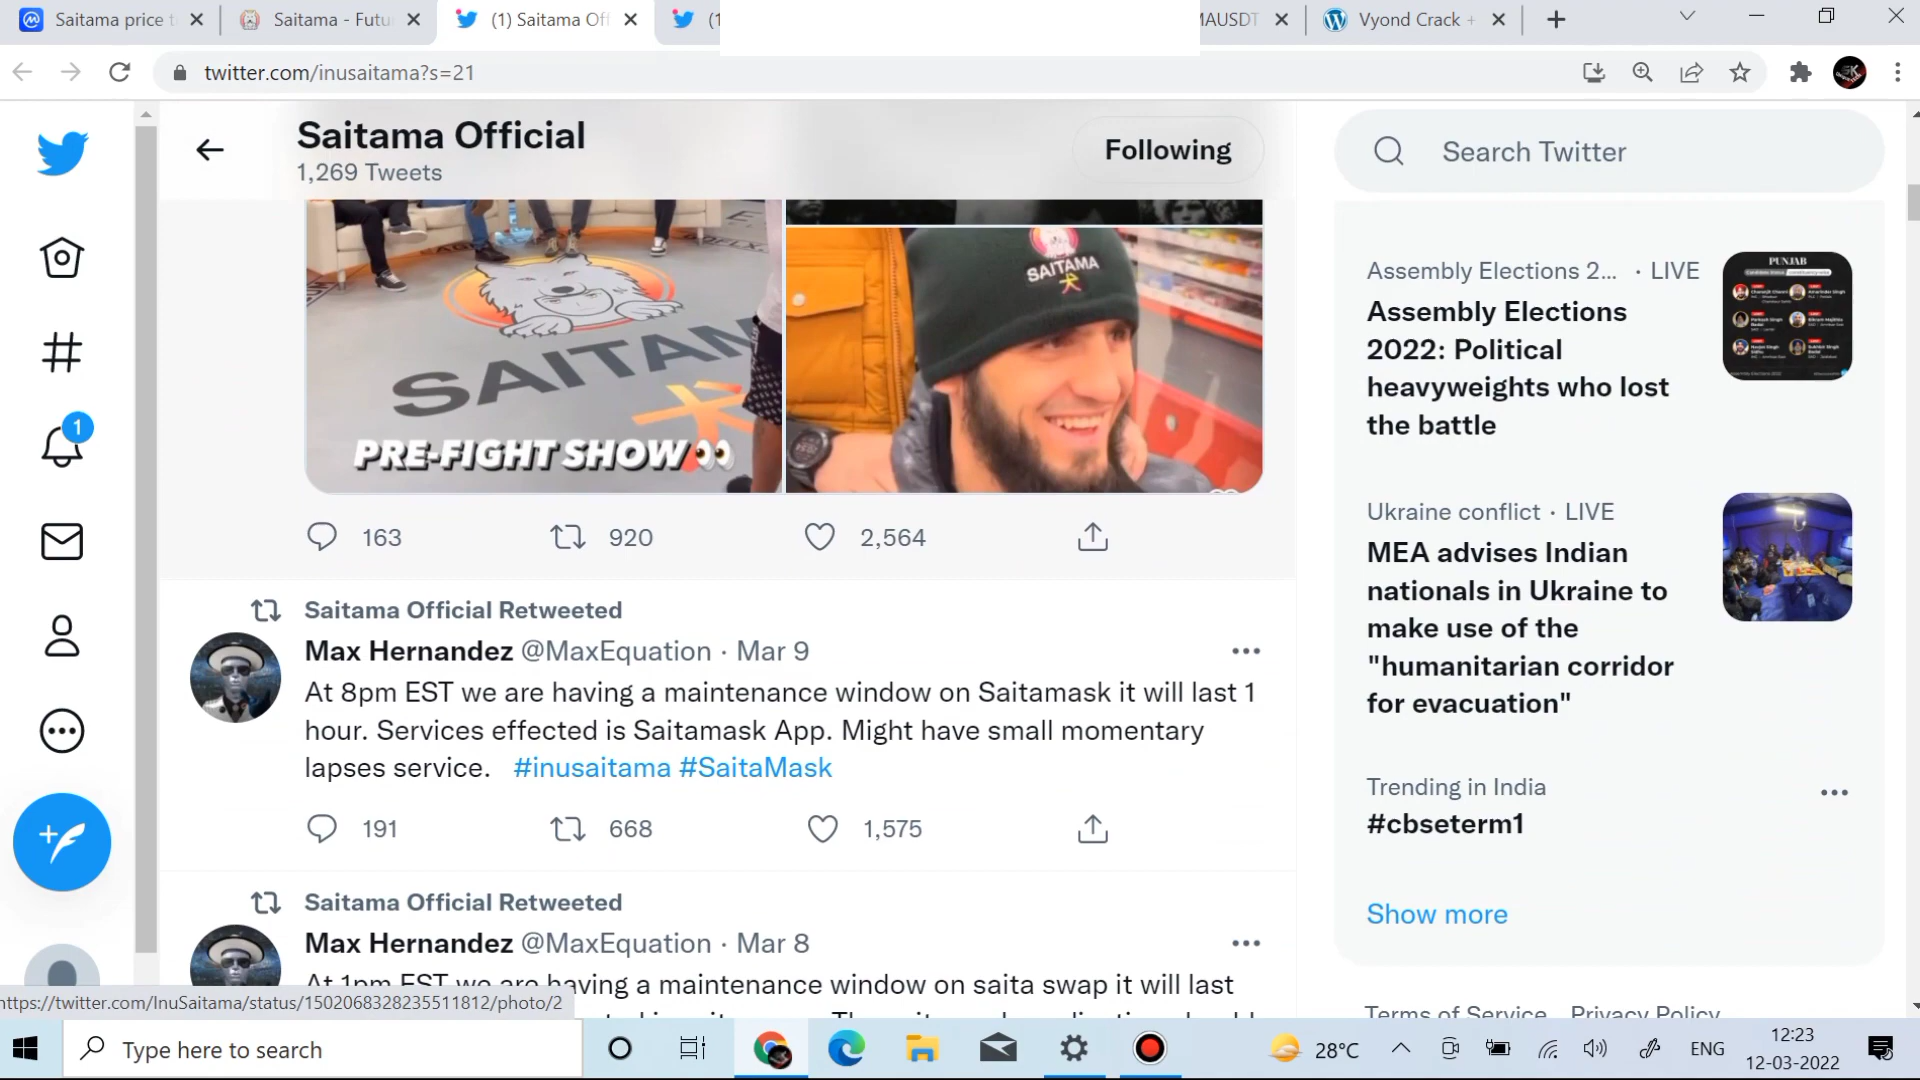 Saitama price t
Saitama - Futu
(1) Saitama Off
(1
MAUSDT
Vyond Crack +
twitter.com/inusaitama?s=21
Saitama Official
1,269 Tweets
Following
Search Twitter
SAITAM
PRE-FIGHT SHOW👀
SAITAMA
163
920
2,564
Saitama Official Retweeted
Max Hernandez @MaxEquation · Mar 9
At 8pm EST we are having a maintenance window on Saitamask it will last 1
hour. Services effected is Saitamask App. Might have small momentary
lapses service. #inusaitama #SaitaMask
191
668
1,575
Saitama Official Retweeted
Max Hernandez @MaxEquation · Mar 8
At 1pm EST we are having a maintenance window on saita swap it will last
Assembly Elections 2... · LIVE
Assembly Elections
2022: Political
heavyweights who lost
the battle
PUNJAB
Ukraine conflict · LIVE
MEA advises Indian
nationals in Ukraine to
make use of the
"humanitarian corridor
for evacuation"
Trending in India
#cbseterm1
Show more
Terms of Service Privacy Policy
1
https://twitter.com/InuSaitama/status/1502068328235511812/photo/2
Type here to search
28°C
ENG
12:23
12-03-2022